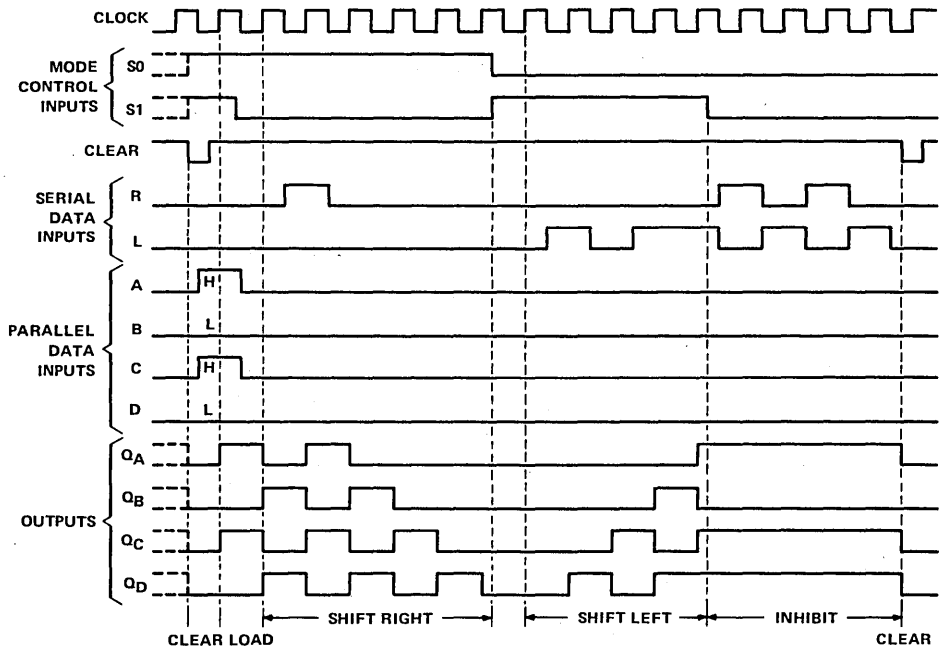 CLOCK
MODE
CONTROL
INPUTS
S0
S1
CLEAR
SERIAL
DATA
INPUTS
R
L
PARALLEL
DATA
INPUTS
A
H
B
L
C
H
D
L
OUTPUTS
QA
QB
QC
QD
SHIFT RIGHT
SHIFT LEFT
INHIBIT
CLEAR LOAD
CLEAR